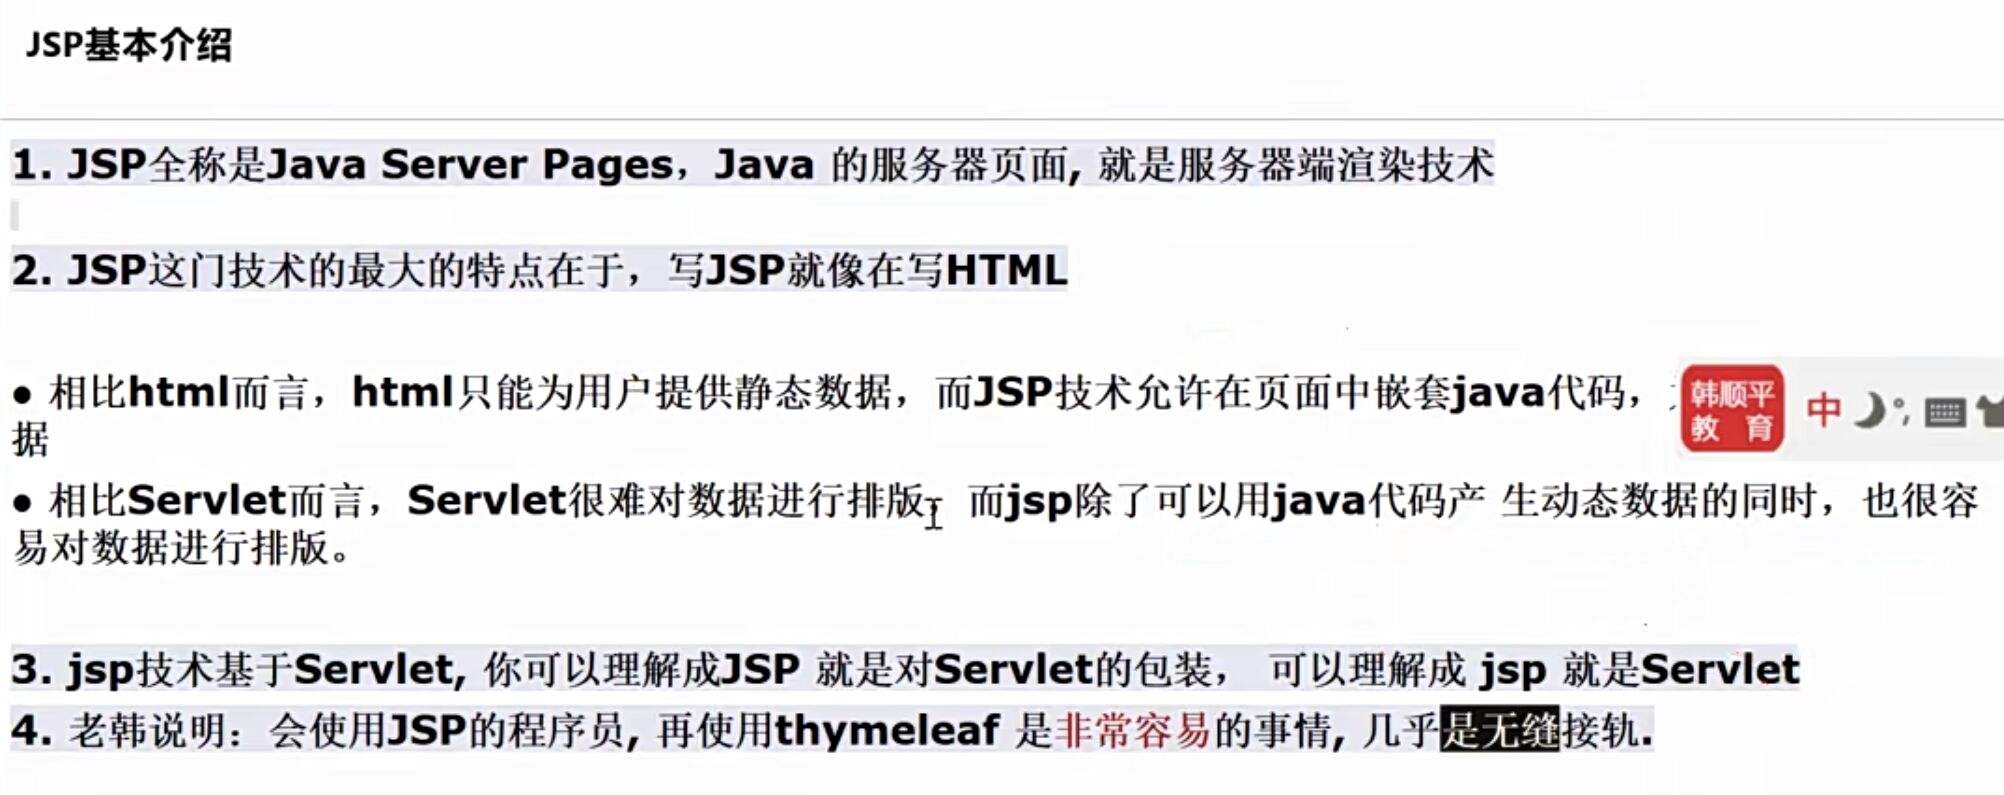 JSP基本介绍
1. JSP全称是Java Server Pages，Java 的服务器页面, 就是服务器端渲染技术
2. JSP这门技术的最大的特点在于，写JSP就像在写HTML
● 相比html而言，html只能为用户提供静态数据，而JSP技术允许在页面中嵌套java代码，
韩顺平
教 育
中
据
● 相比Servlet而言，Servlet很难对数据进行排版，而jsp除了可以用java代码产 生动态数据的同时，也很容
易对数据进行排版。
3. jsp技术基于Servlet, 你可以理解成JSP 就是对Servlet的包装， 可以理解成 jsp 就是Servlet
4. 老韩说明：会使用JSP的程序员, 再使用thymeleaf 是非常容易的事情, 几乎是无缝接轨.